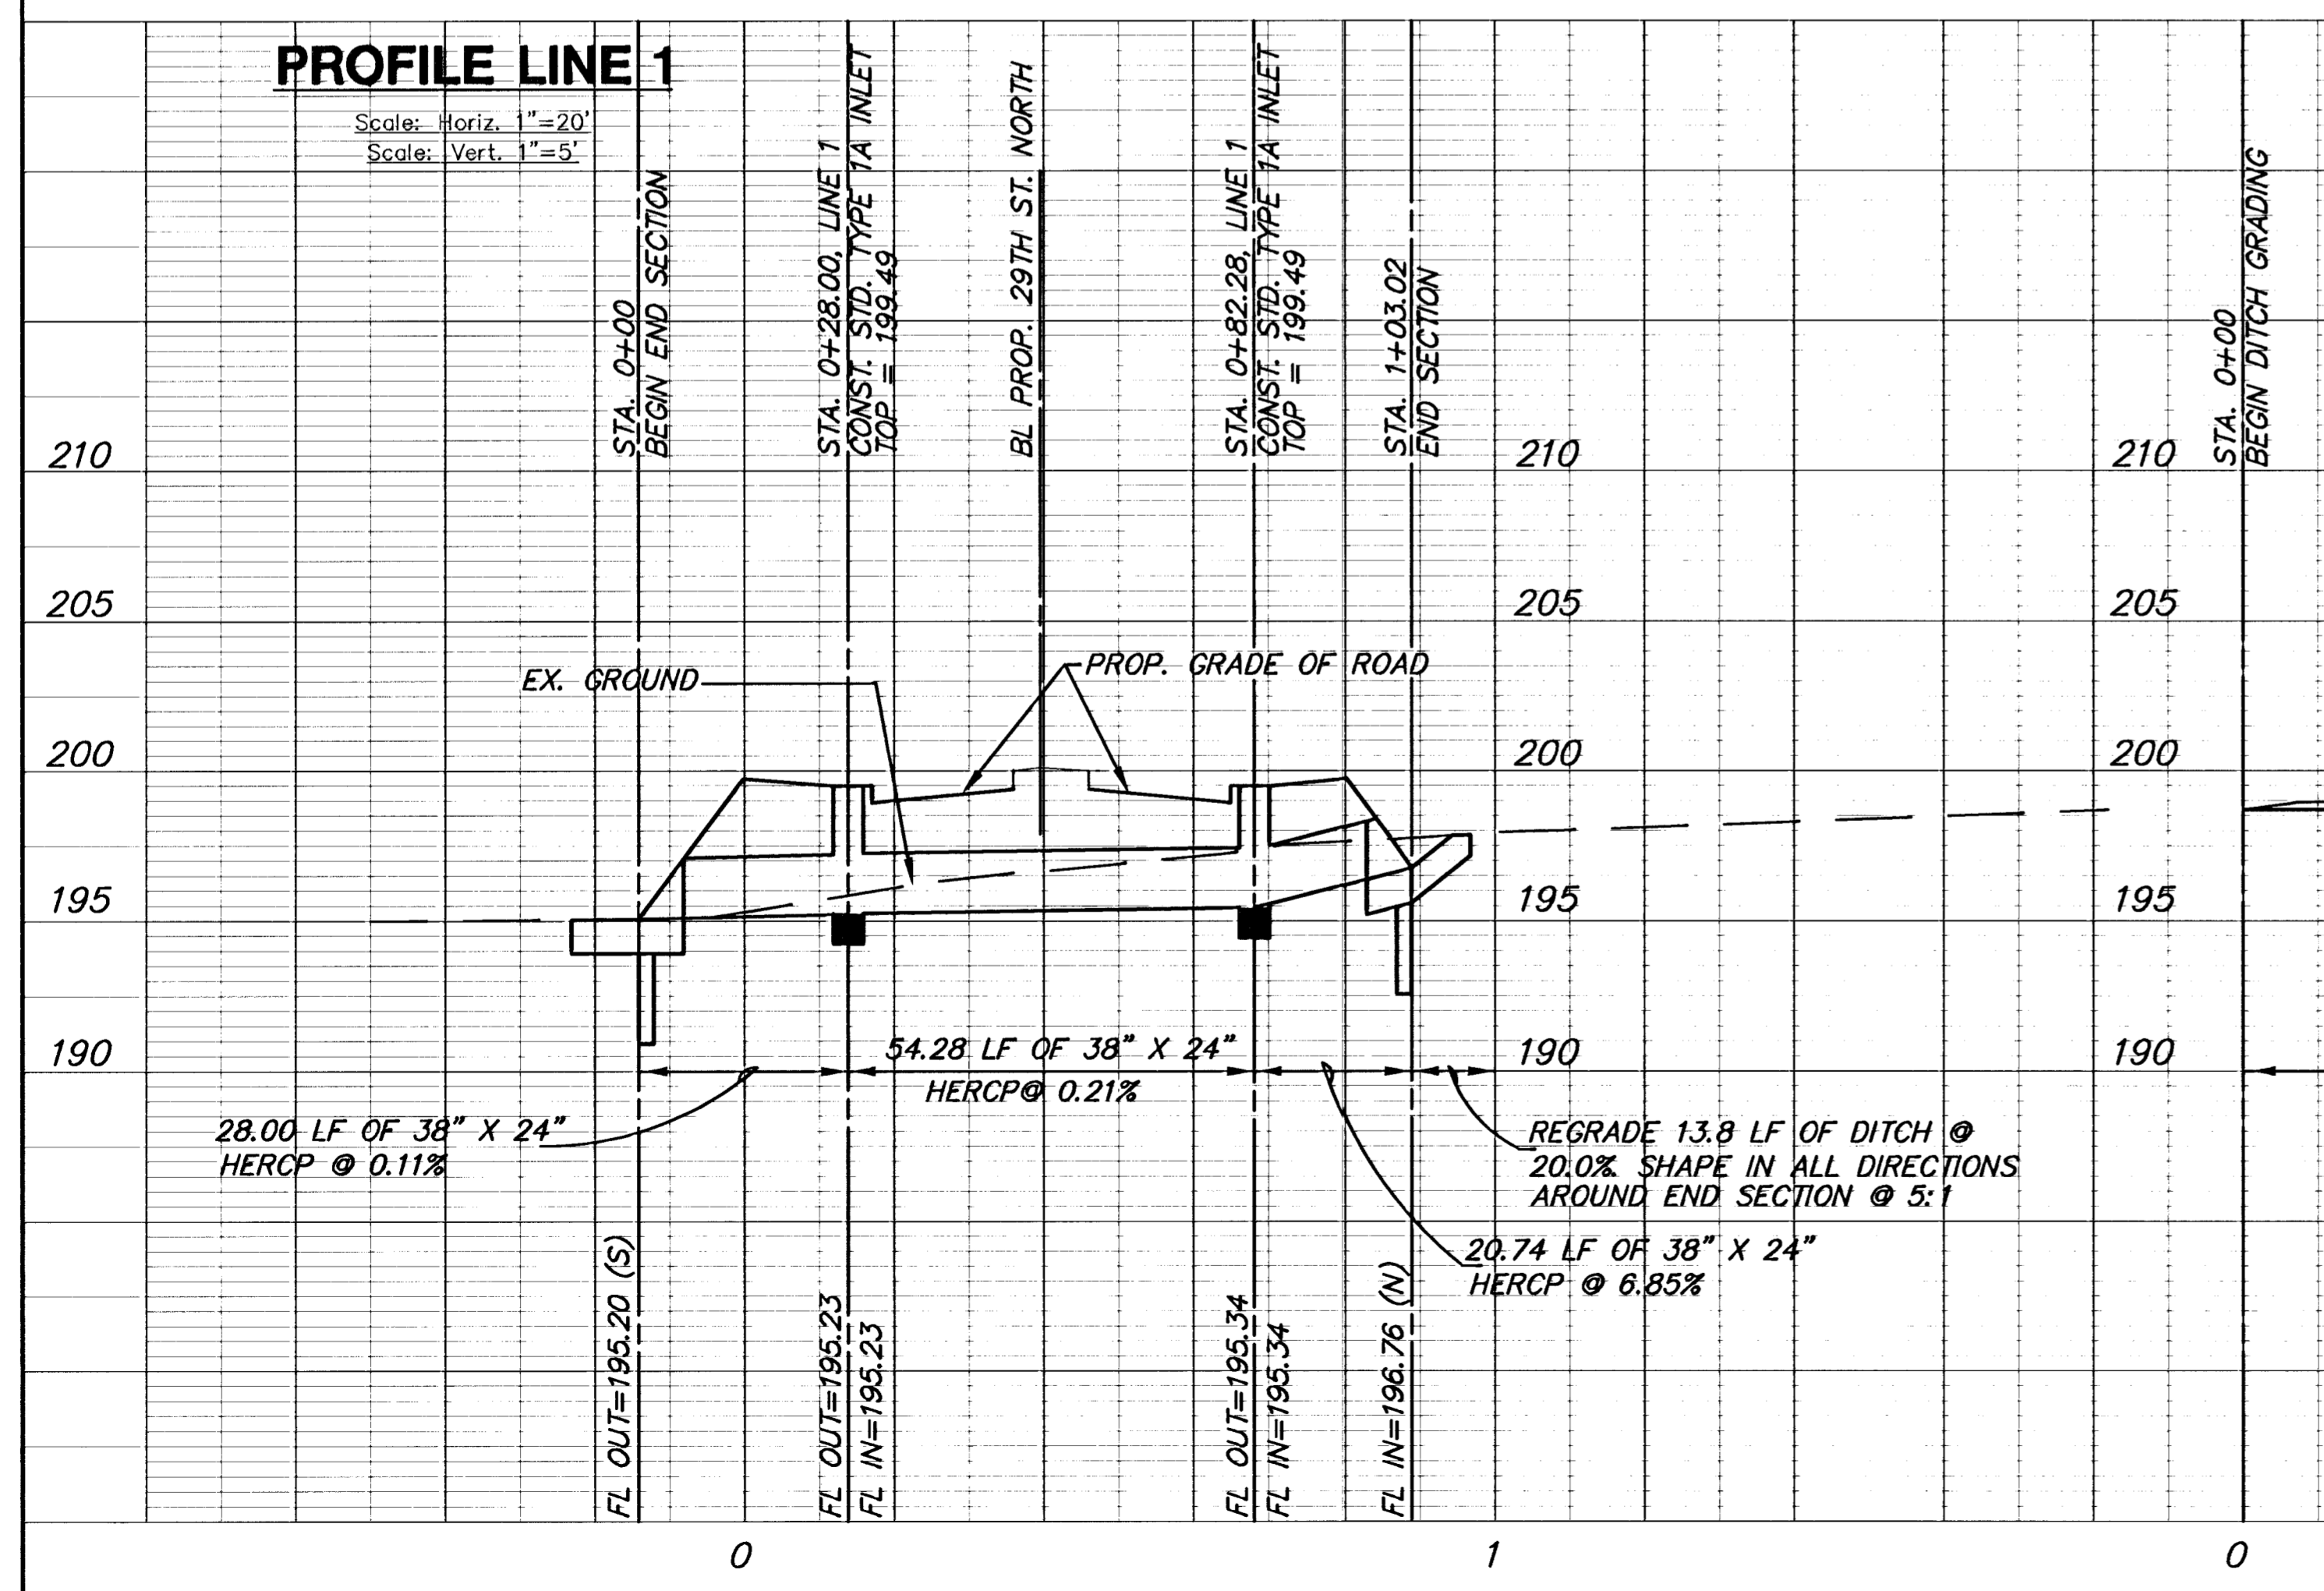 PROFILE LINE 1
Scale: Horiz. 1"=20'
Scale: Vert. 1"=5'
STA. 0+00
BEGIN END SECTION
STA. 0+28.00, LINE 1
CONST. STD. TYPE 1A INLET
TOP = 199.49
BL PROP. 29TH ST. NORTH
STA. 0+82.28, LINE 1
CONST. STD. TYPE 1A INLET
TOP = 199.49
STA. 1+03.02
END SECTION
STA. 0+00
BEGIN DITCH GRADING
210
210
210
205
205
205
EX. GROUND
PROP. GRADE OF ROAD
200
200
200
195
195
195
190
190
190
54.28 LF OF 38" X 24"
HERCP@ 0.21%
28.00 LF OF 38" X 24"
HERCP @ 0.11%
REGRADE 13.8 LF OF DITCH @
20.0%. SHAPE IN ALL DIRECTIONS
AROUND END SECTION @ 5:1
20.74 LF OF 38" X 24"
HERCP @ 6.85%
FL OUT=195.20 (S)
FL OUT=195.23
FL IN=195.23
FL OUT=195.34
FL IN=195.34
FL IN=196.76 (N)
0
1
0